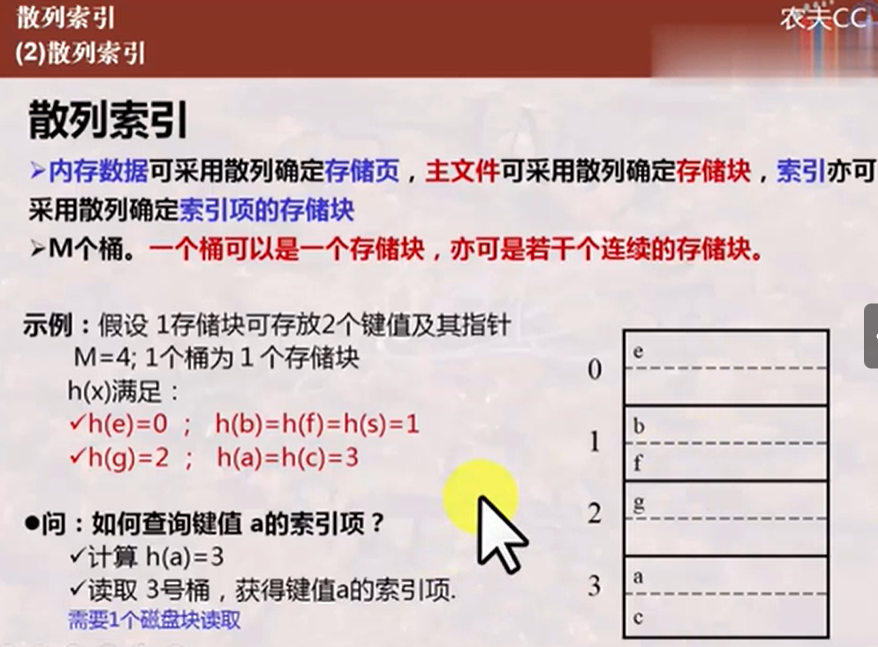 散列索引
(2)散列索引
农夫CC
散列索引
➢内存数据可采用散列确定存储页，主文件可采用散列确定存储块，索引亦可
采用散列确定索引项的存储块
➢M个桶。一个桶可以是一个存储块，亦可是若干个连续的存储块。
示例：假设 1存储块可存放2个键值及其指针
M=4; 1个桶为 1 个存储块
h(x)满足：
✓h(e)=0 ； h(b)=h(f)=h(s)=1
✓h(g)=2 ； h(a)=h(c)=3
●问：如何查询键值 a的索引项？
✓计算 h(a)=3
✓读取 3号桶，获得键值a的索引项.
需要1个磁盘块读取
0
e
1
b
f
2
g
3
a
c